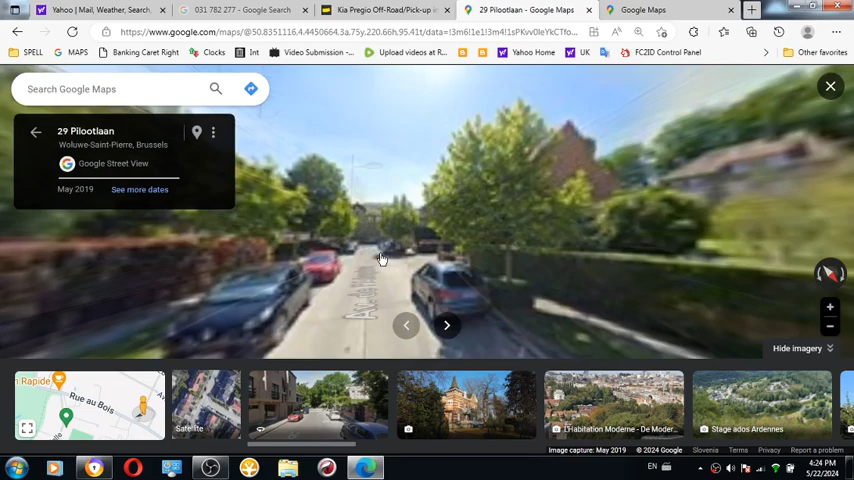 Yahoo | Mail, Weather, Search,
031 782 277 - Google Search
Kia Pregio Off-Road/Pick-up in
29 Pilootlaan - Google Maps
Google Maps
https://www.google.com/maps/@50.8351116,4.4450664,3a,75y,220.66h,95.41t/data=!3m6!1e1!3m4!1sPKvv0IeYkCTfo...
SPELL
MAPS
Banking Caret Right
Clocks
Int
Video Submission -...
Upload videos at R...
Yahoo Home
UK
FC2ID Control Panel
Other favorites
Search Google Maps
29 Pilootlaan
Woluwe-Saint-Pierre, Brussels
Google Street View
May 2019
See more dates
Hide imagery
n Rapide
Rue au Bois
Satellite
L'Habitation Moderne - De Moder...
Stage ados Ardennes
Image capture: May 2019
© 2024 Google
Slovenia
Terms
Privacy
Report a problem
EN
4:24 PM
5/22/2024